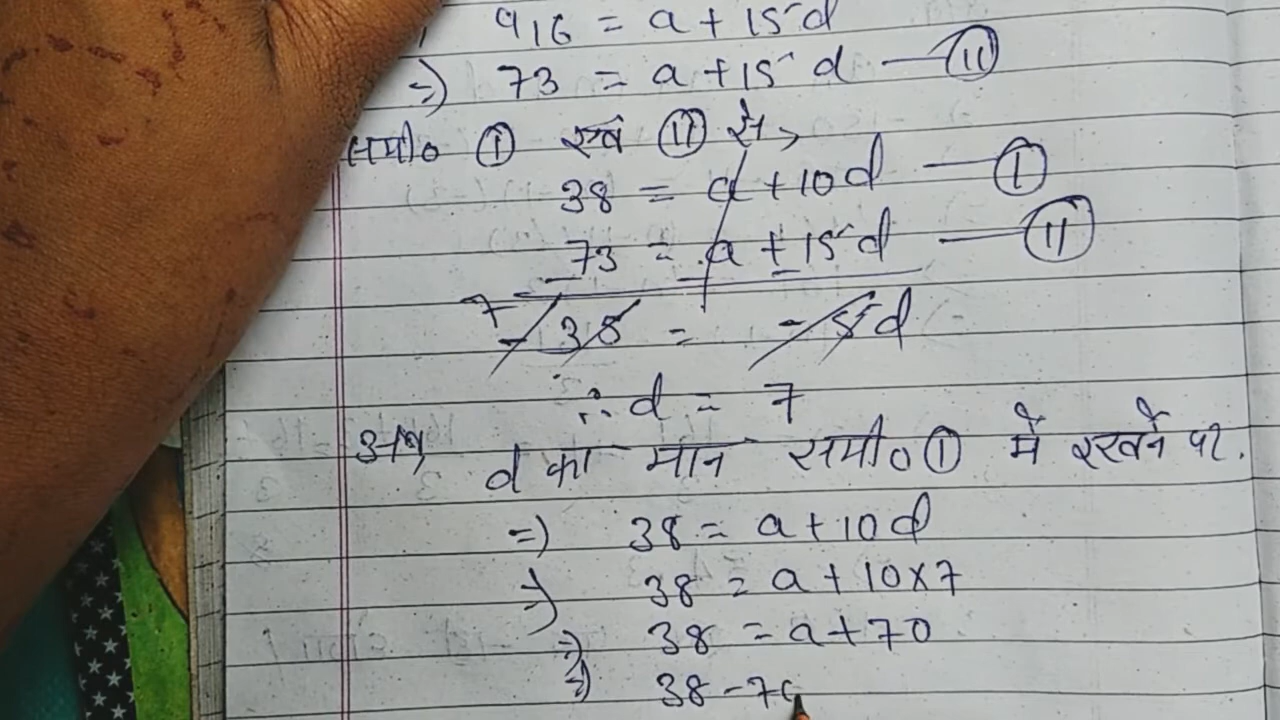 a16 = a + 15d
⇒ 73 = a + 15d — (II)
समी० (I) एवं (II) से,
38 = a + 10d — (I)
73 = a + 15d — (II)
- - -
7
- 35 = - 5d
∴ d = 7
अब, d का मान समी० (I) में रखने पर.
⇒ 38 = a + 10d
⇒ 38 = a + 10×7
⇒ 38 = a + 70
⇒ 38 - 70